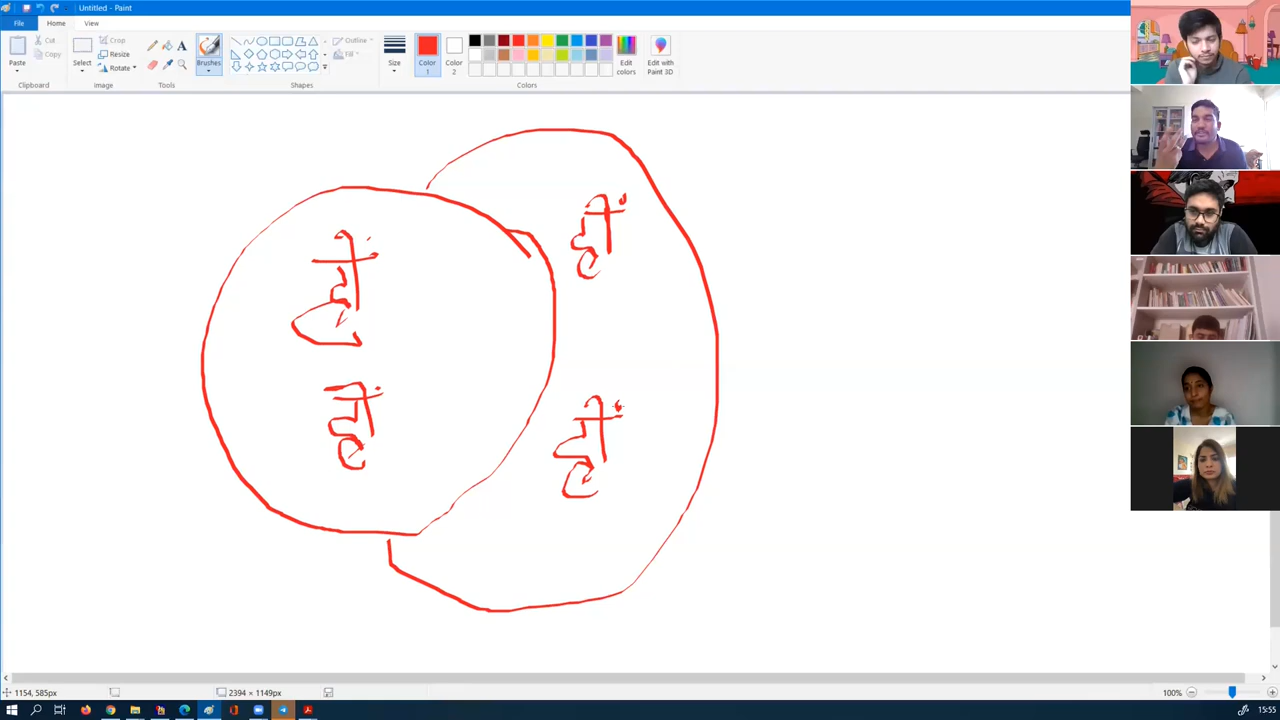 Untitled - Paint
File
Home
View
Paste
Cut
Copy
Clipboard
Select
Crop
Resize
Rotate
Image
Tools
Brushes
Shapes
Outline
Fill
Size
Color 1
Color 2
Edit colors
Edit with Paint 3D
Colors
ह्रीं
ह्रीं
ह्रीं
ह्रीं
1154, 585px
2394 × 1149px
100%
15:55